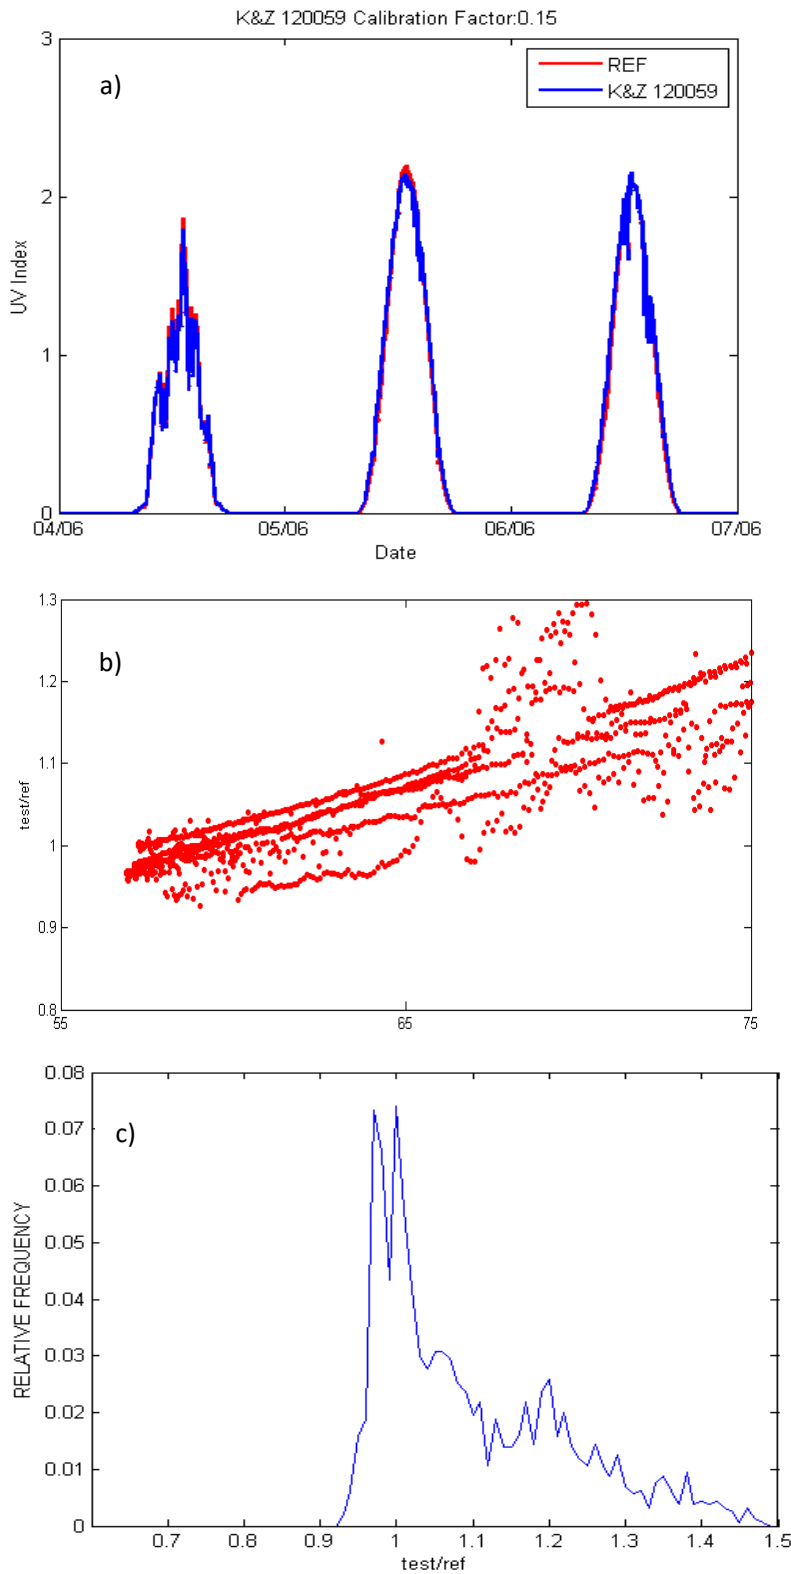 K&Z 120059 Calibration Factor:0.15
3
a)
REF
K&Z 120059
2
UV Index
1
0
04/06 05/06 06/06 07/06
Date
1.3
b)
1.2
1.1
test/ref
1
0.9
0.8
55 65 75
0.08
c)
0.07
0.06
0.05
RELATIVE FREQUENCY
0.04
0.03
0.02
0.01
0
0.7 0.8 0.9 1 1.1 1.2 1.3 1.4 1.5
test/ref